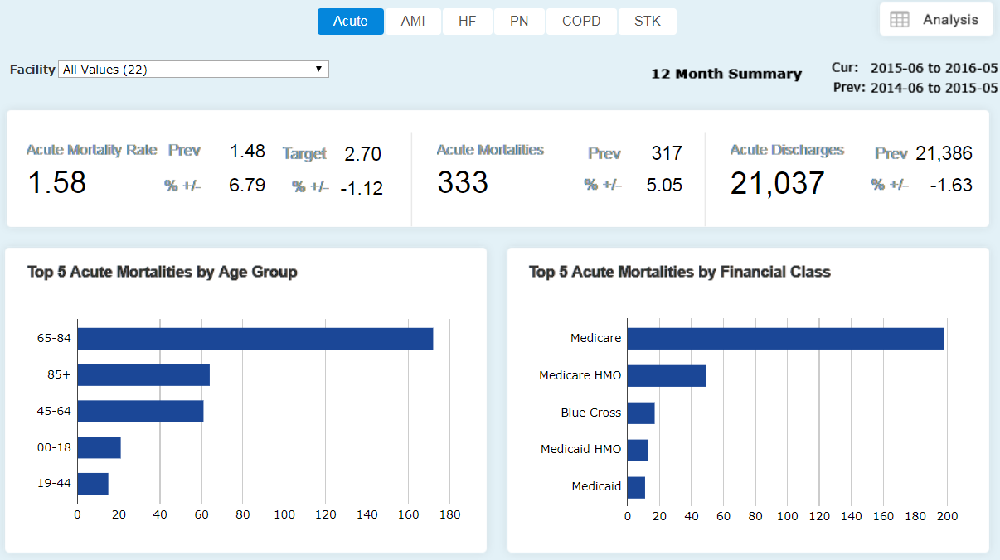 Acute AMI HF PN COPD STK
Analysis
Facility All Values (22)
12 Month Summary
Cur: 2015-06 to 2016-05
Prev: 2014-06 to 2015-05
Acute Mortality Rate Prev 1.48 Target 2.70
1.58 % +/- 6.79 % +/- -1.12
Acute Mortalities Prev 317
333 % +/- 5.05
Acute Discharges Prev 21,386
21,037 % +/- -1.63
Top 5 Acute Mortalities by Age Group
65-84
85+
45-64
00-18
19-44
0 20 40 60 80 100 120 140 160 180
Top 5 Acute Mortalities by Financial Class
Medicare
Medicare HMO
Blue Cross
Medicaid HMO
Medicaid
0 20 40 60 80 100 120 140 160 180 200